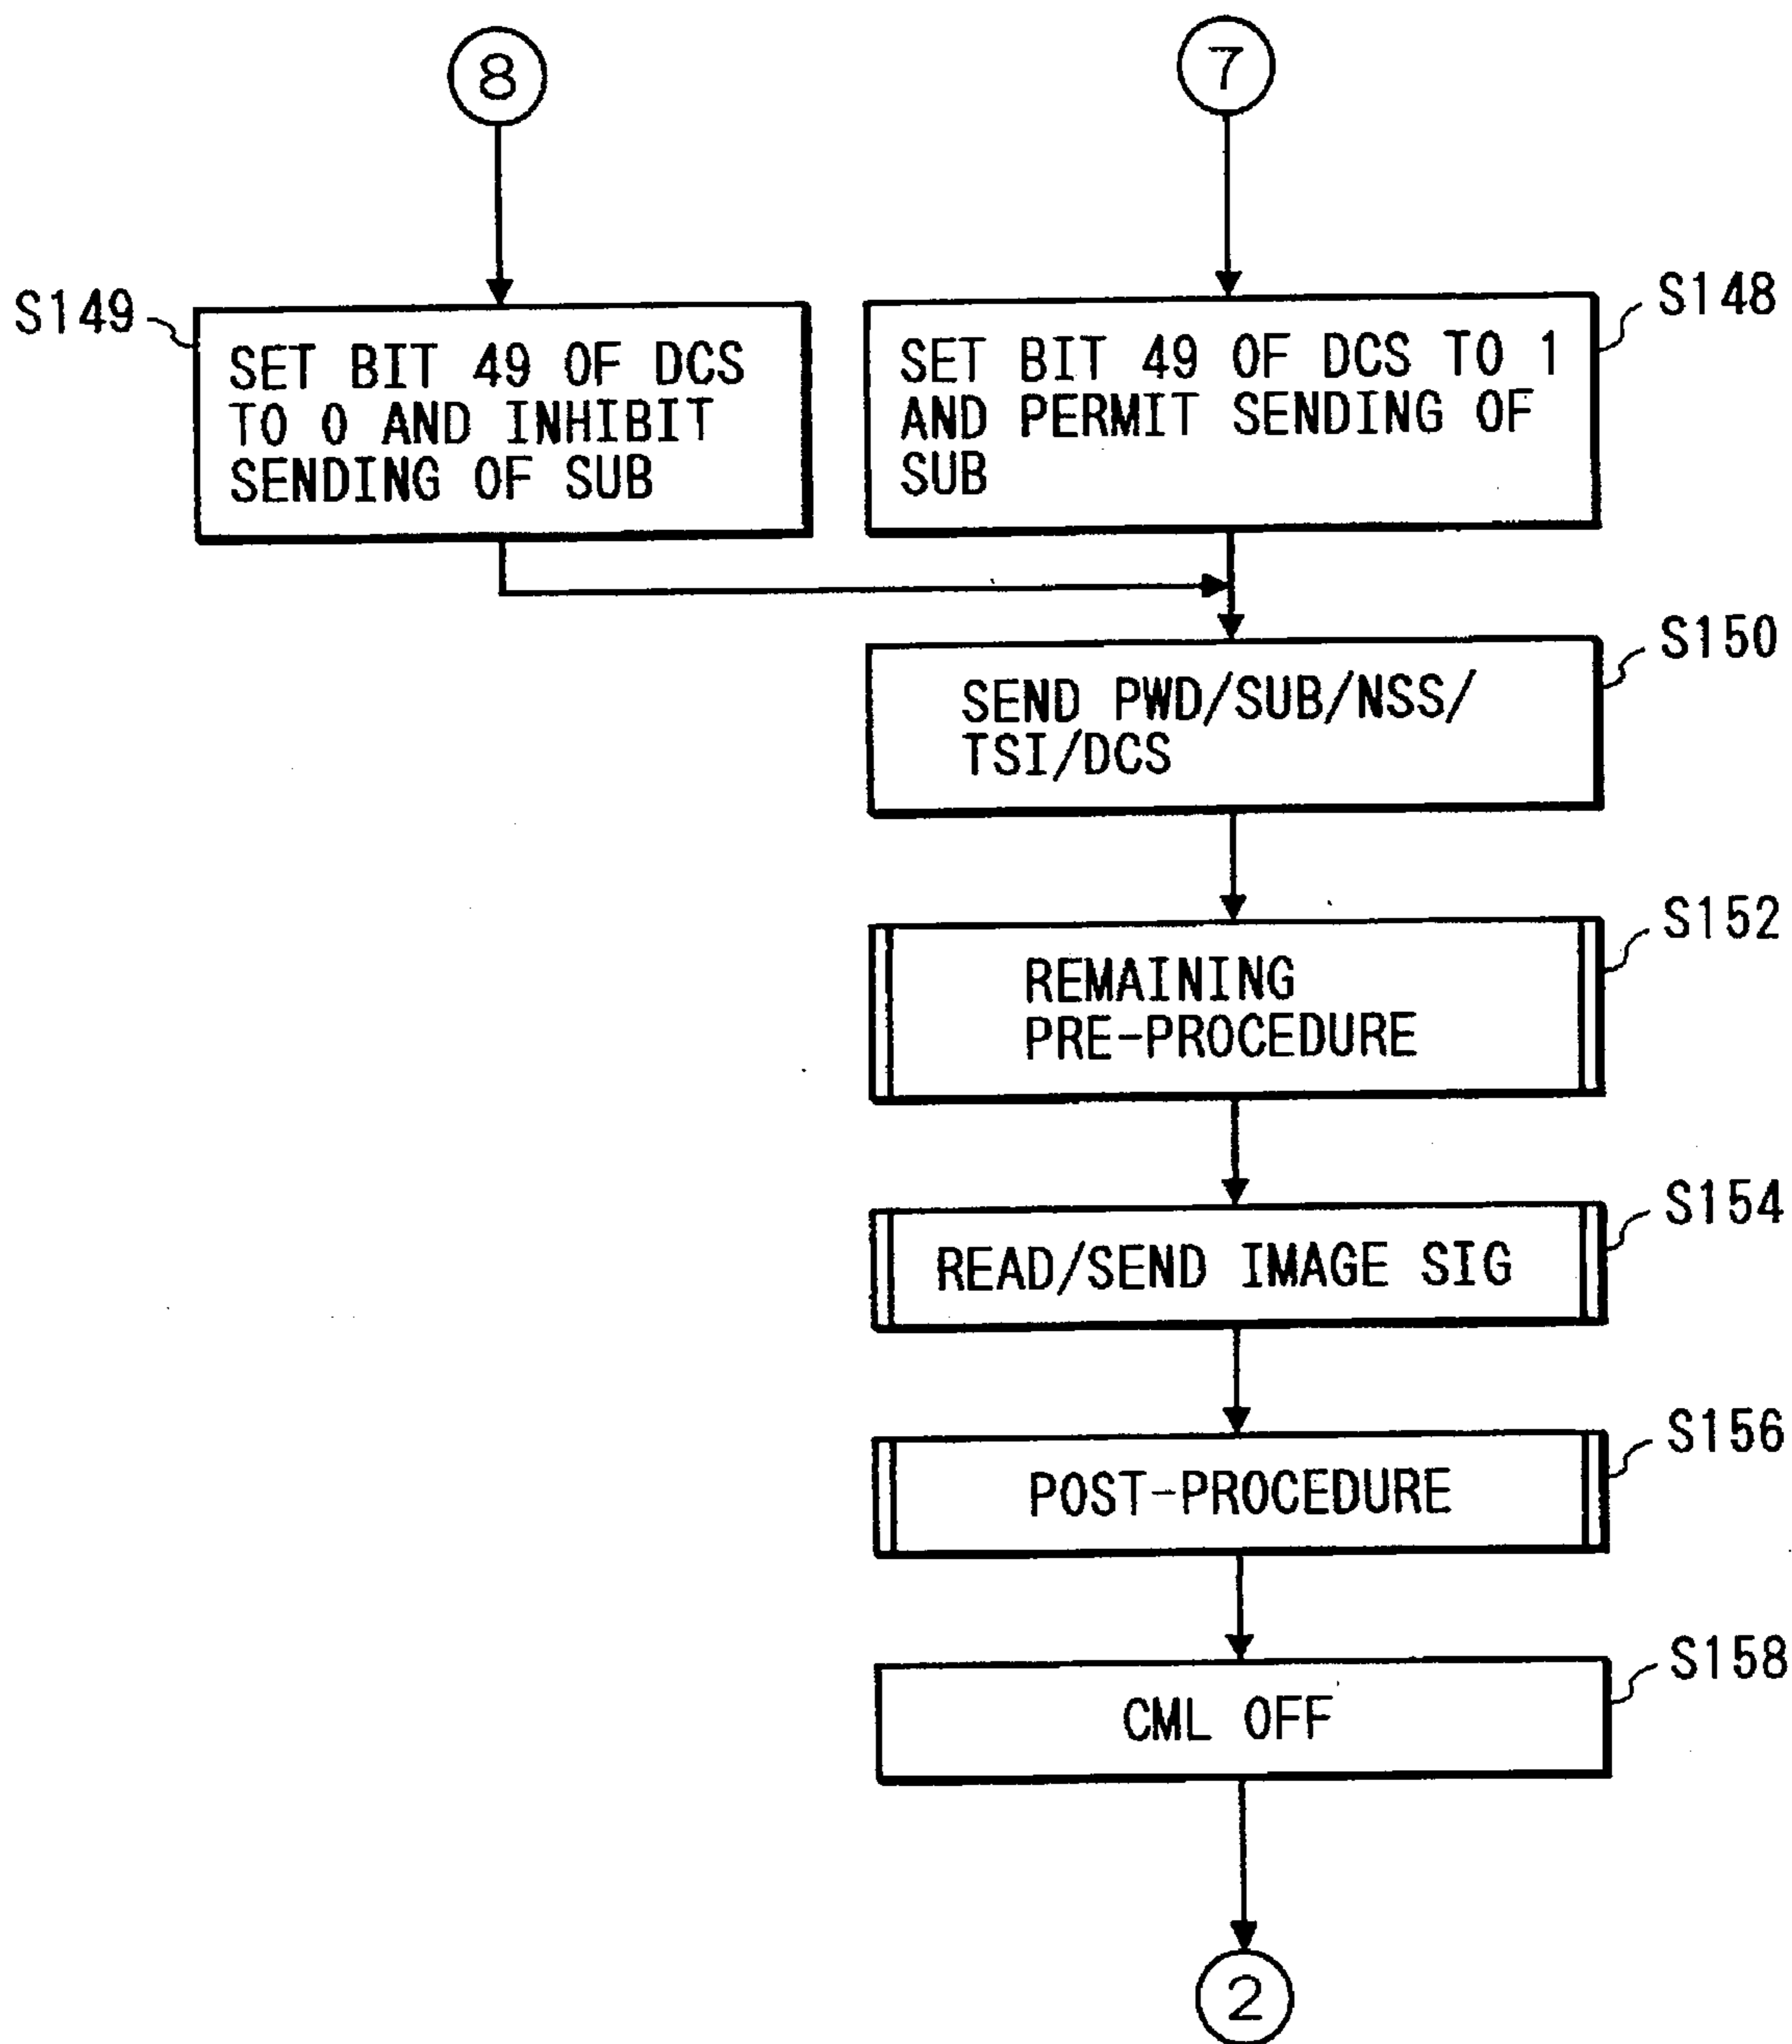 8
7
S149
SET BIT 49 OF DCS
TO 0 AND INHIBIT
SENDING OF SUB
S148
SET BIT 49 OF DCS TO 1
AND PERMIT SENDING OF
SUB
S150
SEND PWD/SUB/NSS/
TSI/DCS
S152
REMAINING
PRE-PROCEDURE
S154
READ/SEND IMAGE SIG
S156
POST-PROCEDURE
S158
CML OFF
2